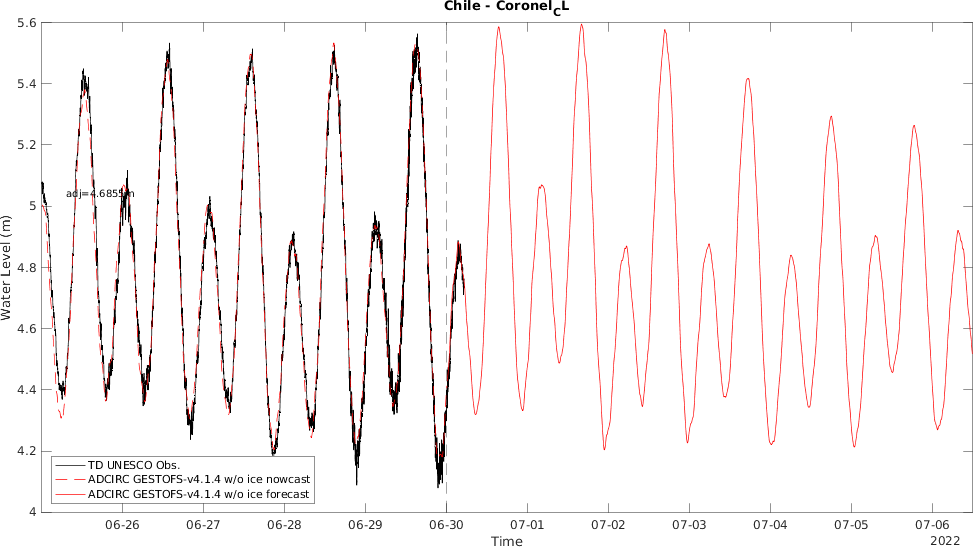 Chile - Coronel_CL
5.6
5.4
5.2
5
4.8
4.6
4.4
4.2
4
Water Level (m)
adj=4.6855m
TD UNESCO Obs.
ADCIRC GESTOFS-v4.1.4 w/o ice nowcast
ADCIRC GESTOFS-v4.1.4 w/o ice forecast
06-26 06-27 06-28 06-29 06-30 07-01 07-02 07-03 07-04 07-05 07-06
Time
2022